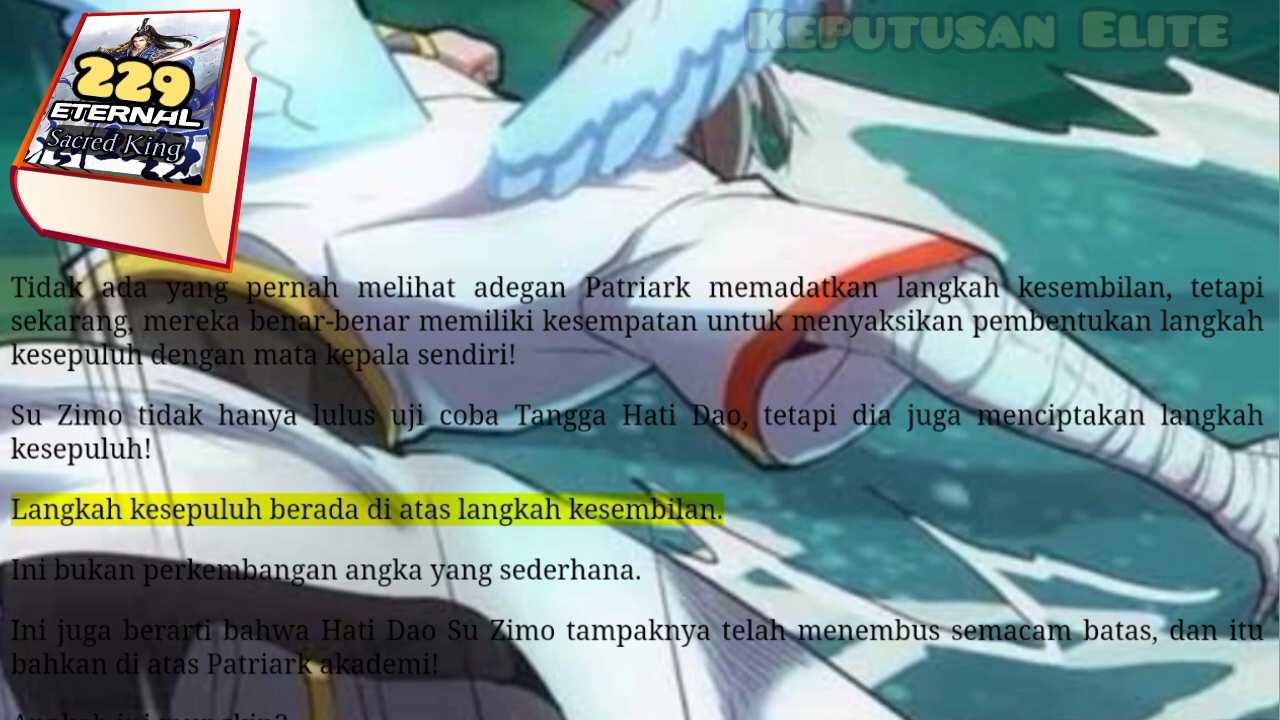 Keputusan Elite
229
ETERNAL
Sacred King
Tidak ada yang pernah melihat adegan Patriark memadatkan langkah kesembilan, tetapi
sekarang, mereka benar-benar memiliki kesempatan untuk menyaksikan pembentukan langkah
kesepuluh dengan mata kepala sendiri!
Su Zimo tidak hanya lulus uji coba Tangga Hati Dao, tetapi dia juga menciptakan langkah
kesepuluh!
Langkah kesepuluh berada di atas langkah kesembilan.
Ini bukan perkembangan angka yang sederhana.
Ini juga berarti bahwa Hati Dao Su Zimo tampaknya telah menembus semacam batas, dan itu
bahkan di atas Patriark akademi!